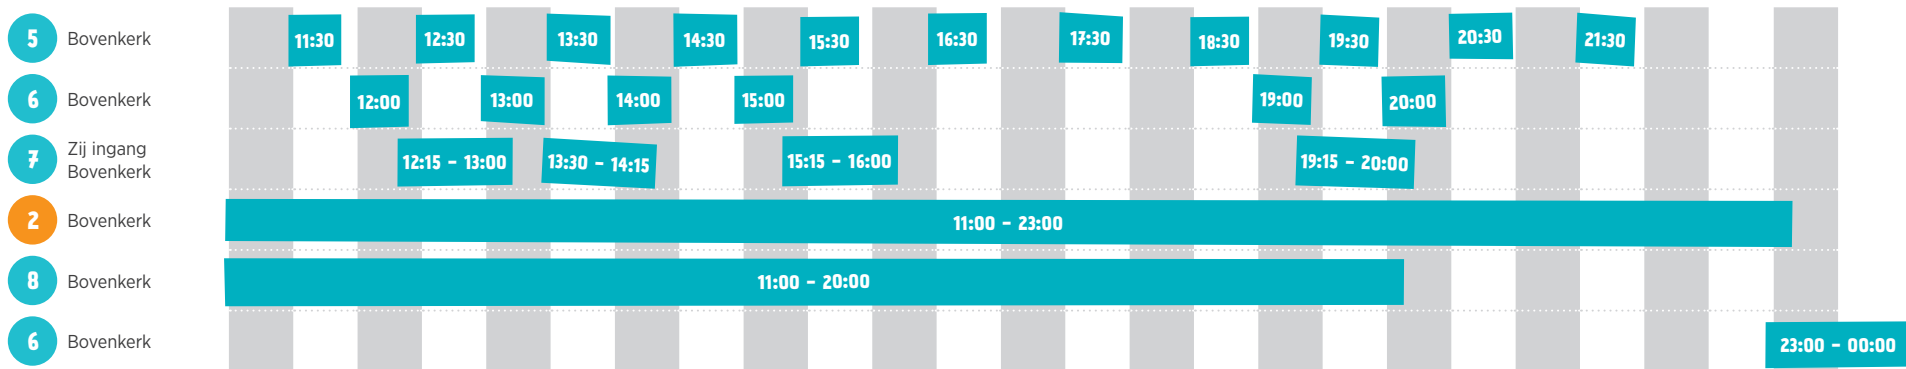 5 Bovenkerk 11:30 12:30 13:30 14:30 15:30 16:30 17:30 18:30 19:30 20:30 21:30
6 Bovenkerk 12:00 13:00 14:00 15:00 19:00 20:00
7 Zij ingang
Bovenkerk 12:15 - 13:00 13:30 - 14:15 15:15 - 16:00 19:15 - 20:00
2 Bovenkerk 11:00 - 23:00
8 Bovenkerk 11:00 - 20:00
6 Bovenkerk 23:00 - 00:00